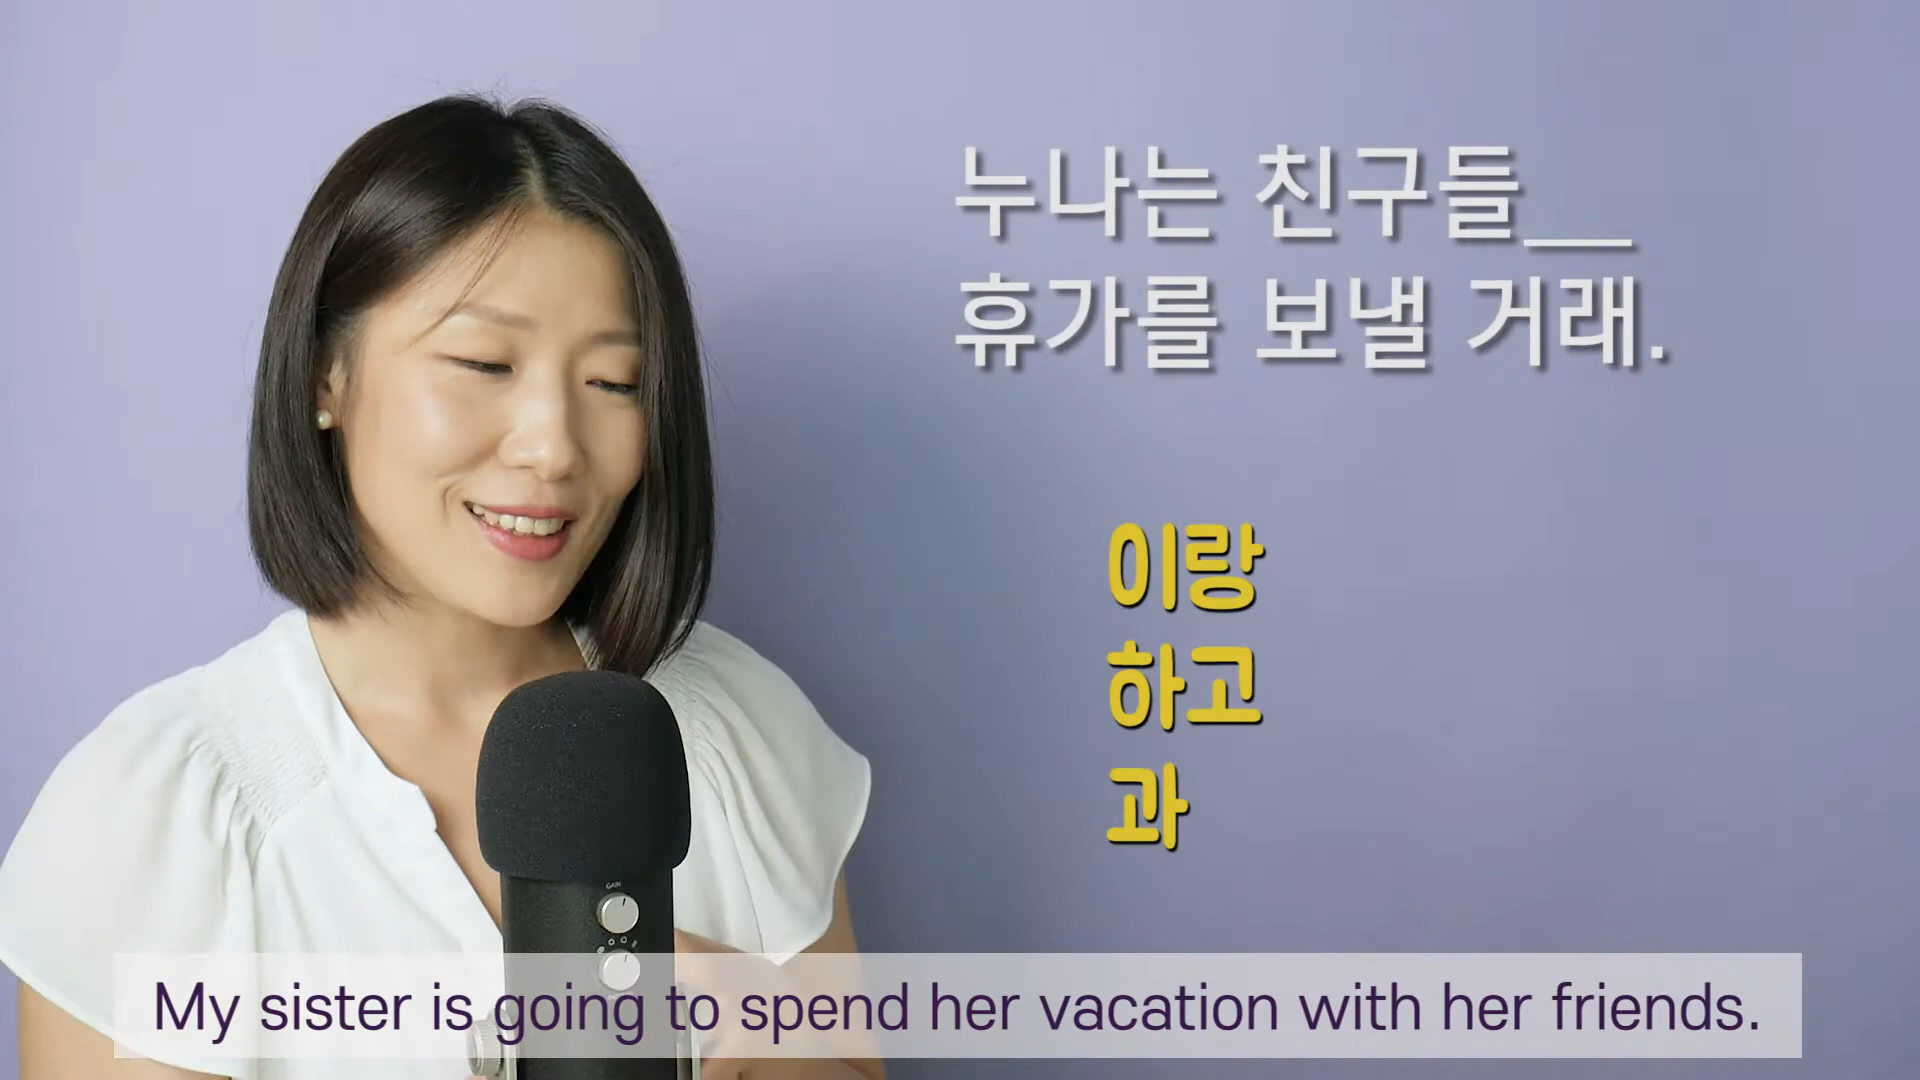 누나는 친구들__
휴가를 보낼 거래.
이랑
하고
과
GAIN
My sister is going to spend her vacation with her friends.